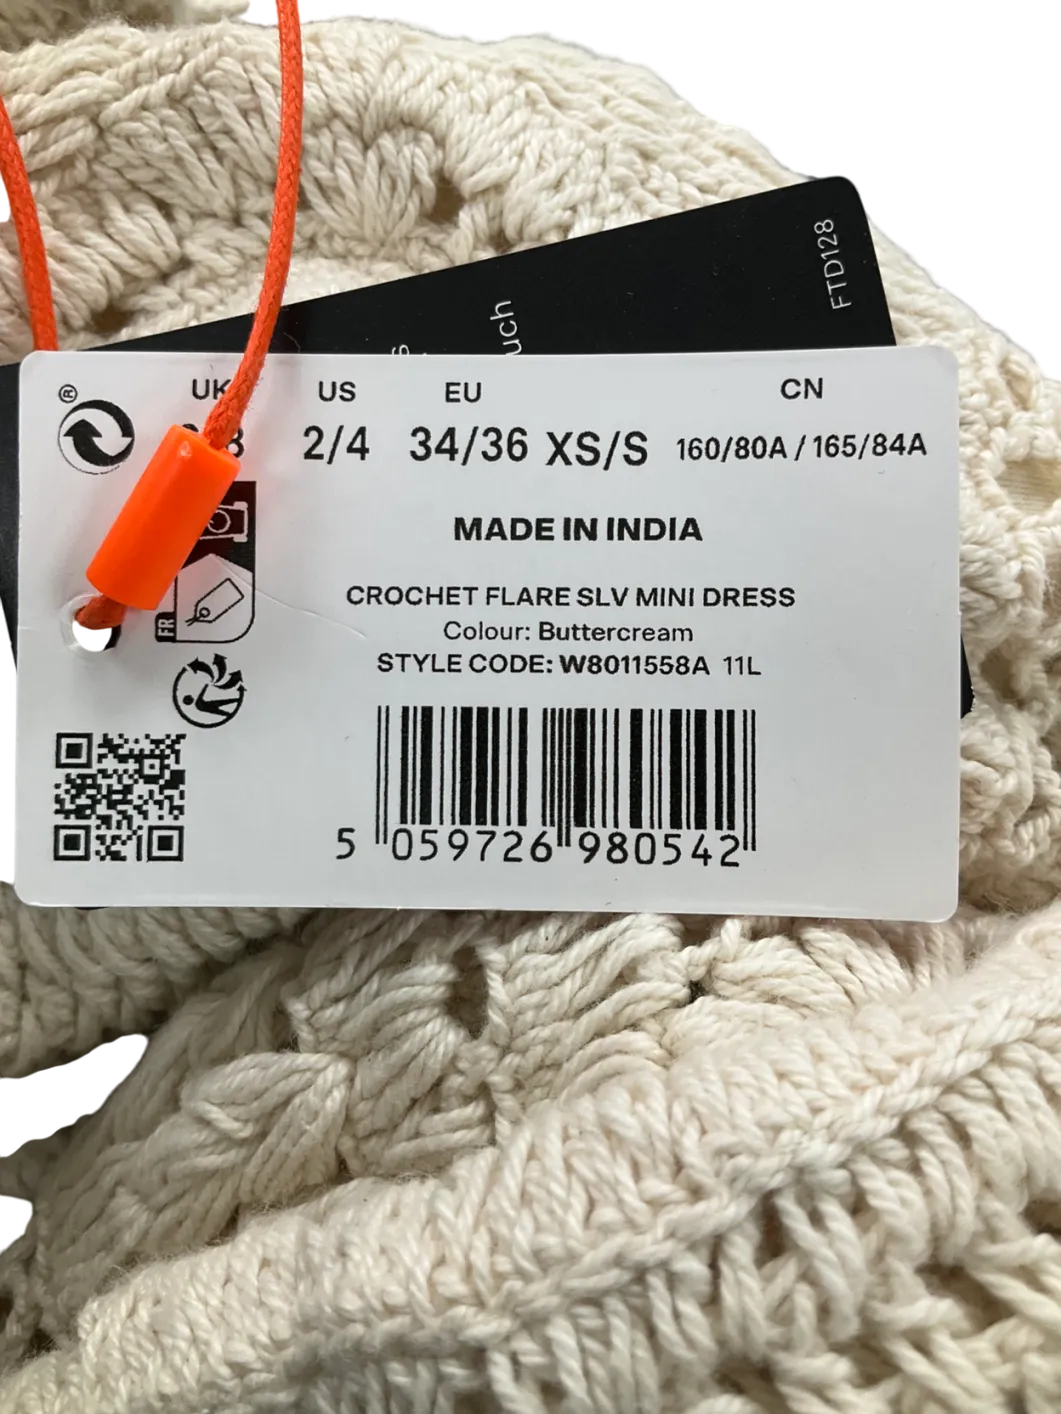 FTD128
uch
®
UK US EU CN
2/4 34/36 XS/S 160/80A / 165/84A
MADE IN INDIA
CROCHET FLARE SLV MINI DRESS
Colour: Buttercream
STYLE CODE: W8011558A 11L
FR
5 059726 980542